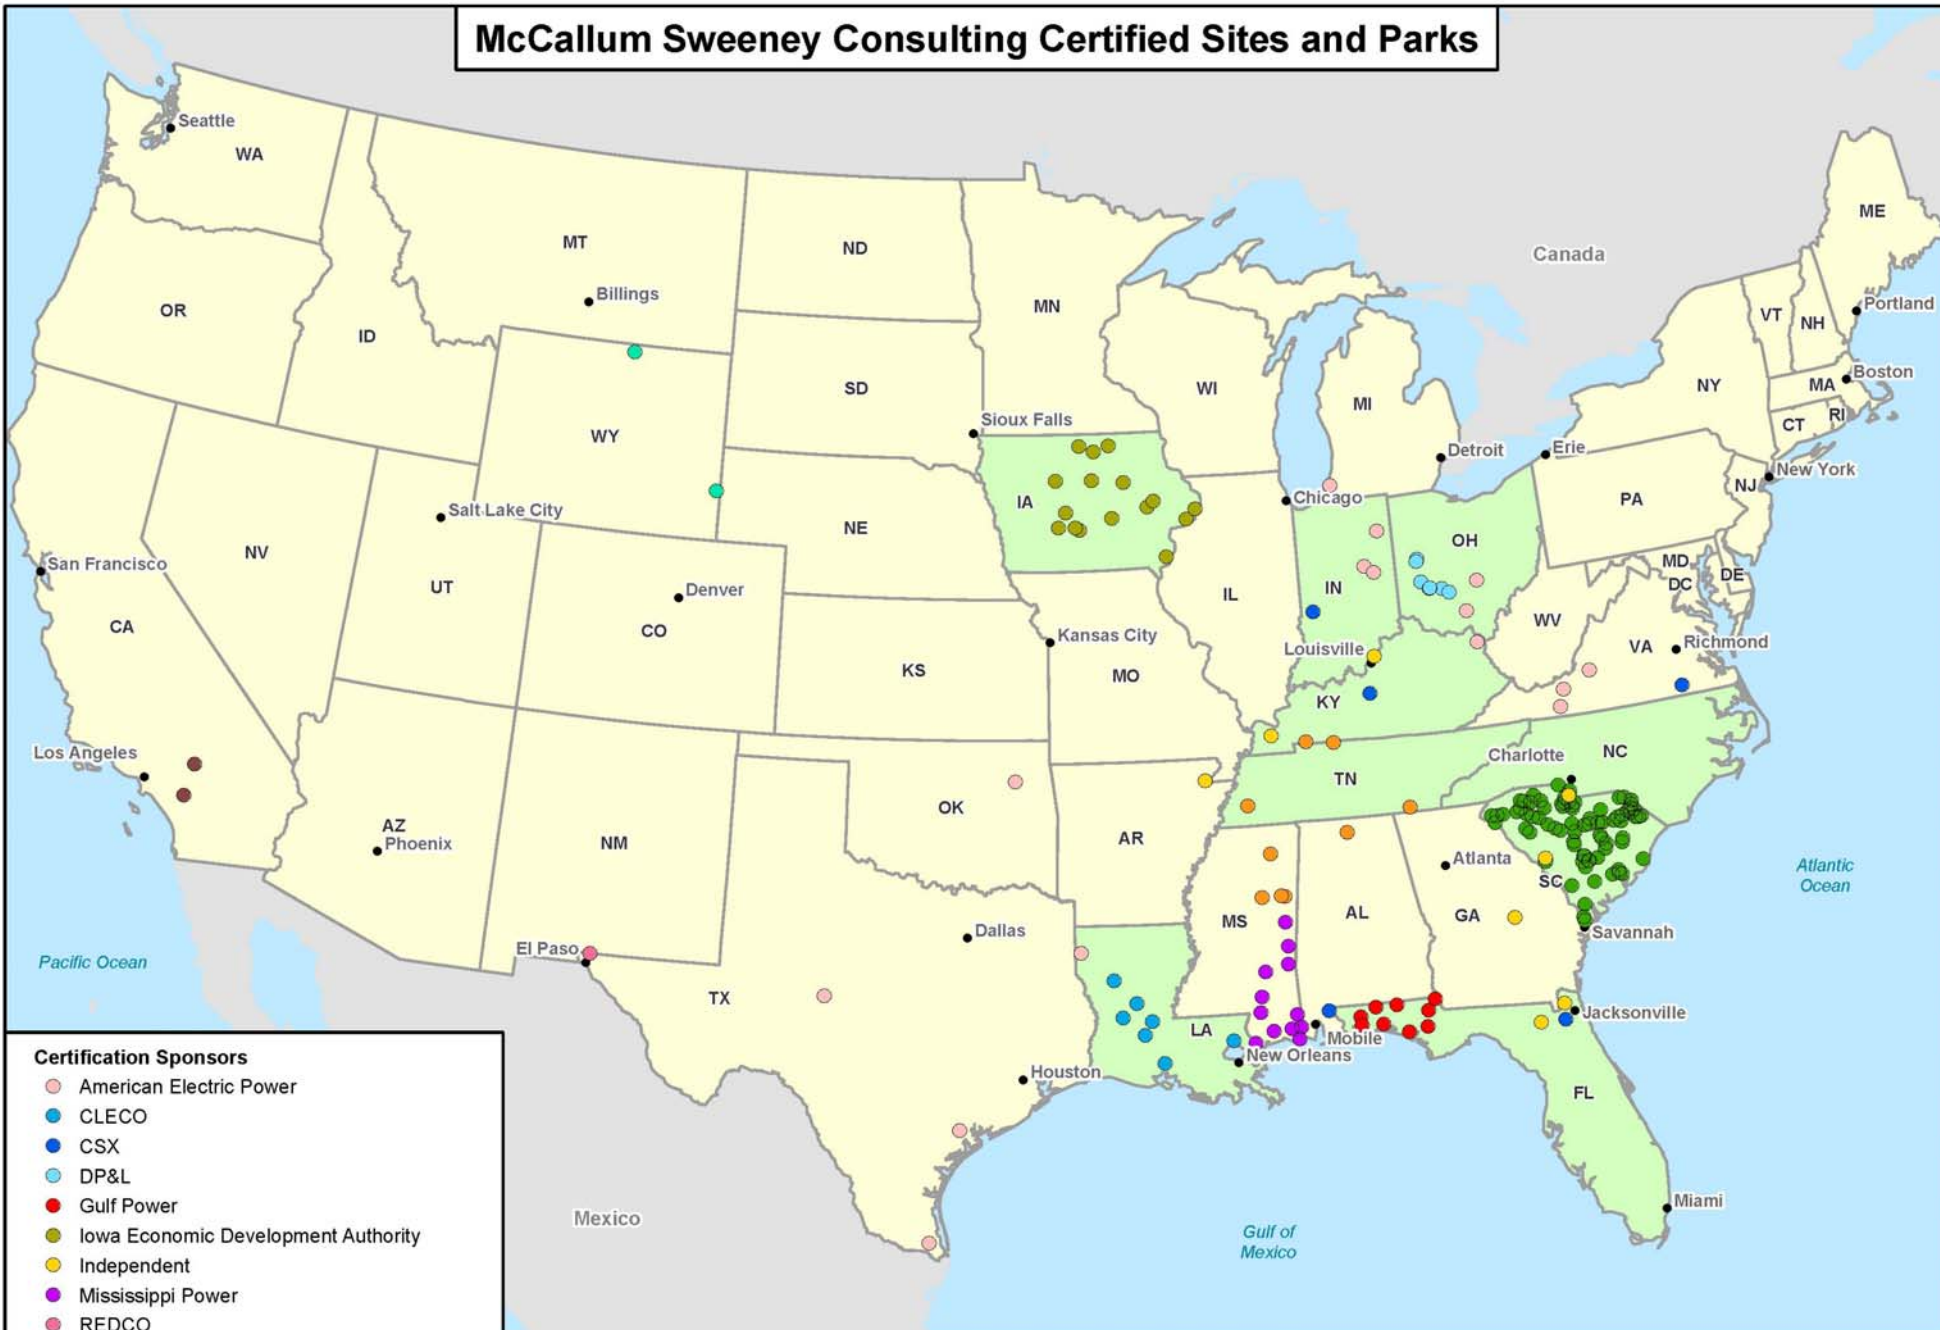 McCallum Sweeney Consulting Certified Sites and Parks
Seattle
WA
ME
MT
ND
Canada
OR
Billings
MN
VT
NH
Portland
ID
SD
WI
MI
NY
MA
Boston
WY
Sioux Falls
CT
RI
Detroit
Erie
New York
NJ
IA
Chicago
PA
Salt Lake City
NE
OH
NV
San Francisco
MD
DE
DC
UT
Denver
IN
IL
CA
CO
WV
Kansas City
Louisville
VA
Richmond
KS
MO
KY
Los Angeles
Charlotte
NC
TN
OK
AZ
Phoenix
NM
AR
Atlanta
Atlantic
Ocean
SC
MS
AL
GA
Savannah
Dallas
El Paso
Pacific Ocean
TX
LA
Jacksonville
Mobile
New Orleans
Houston
FL
Miami
Mexico
Gulf of
Mexico
Certification Sponsors
American Electric Power
CLECO
CSX
DP&L
Gulf Power
Iowa Economic Development Authority
Independent
Mississippi Power
REDCO